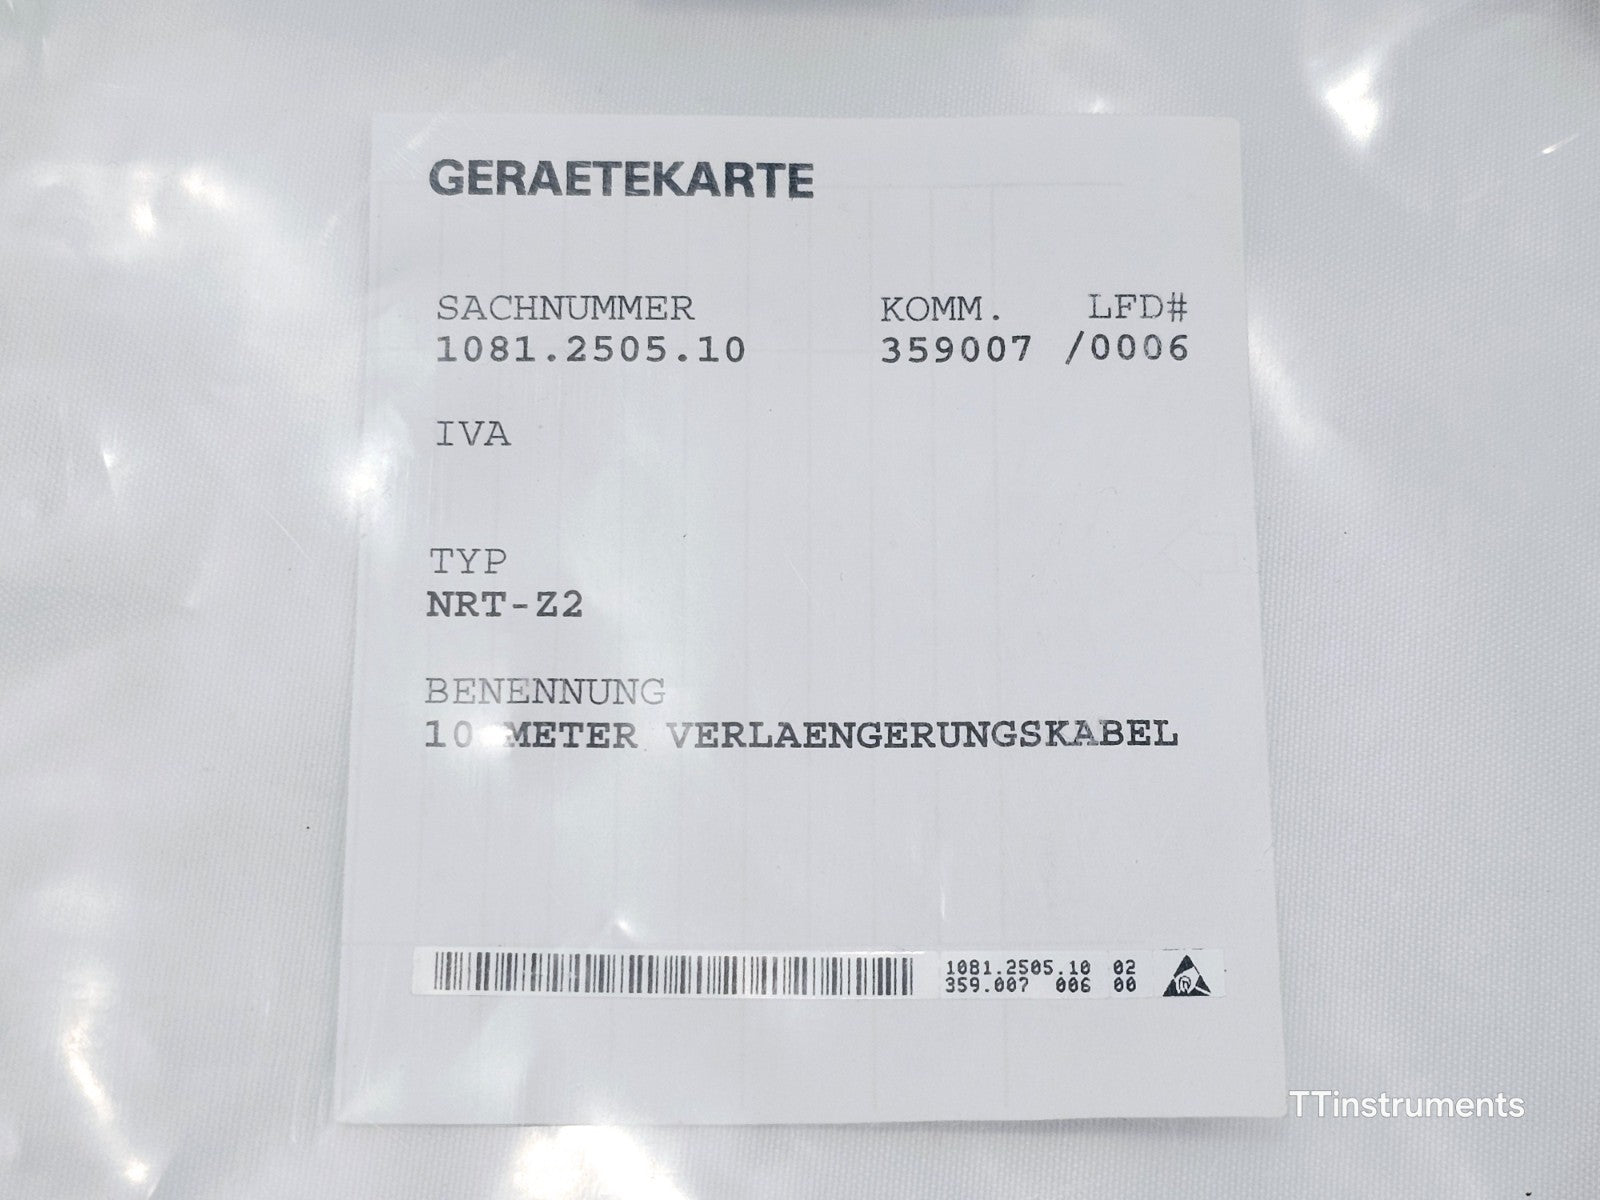 GERAETEKARTE
SACHNUMMER KOMM. LFD#
1081.2505.10 359007 /0006
IVA
TYP
NRT-Z2
BENENNUNG
10 METER VERLAENGERUNGSKABEL
1081.2505.10 02
359.007 006 00
TTinstruments